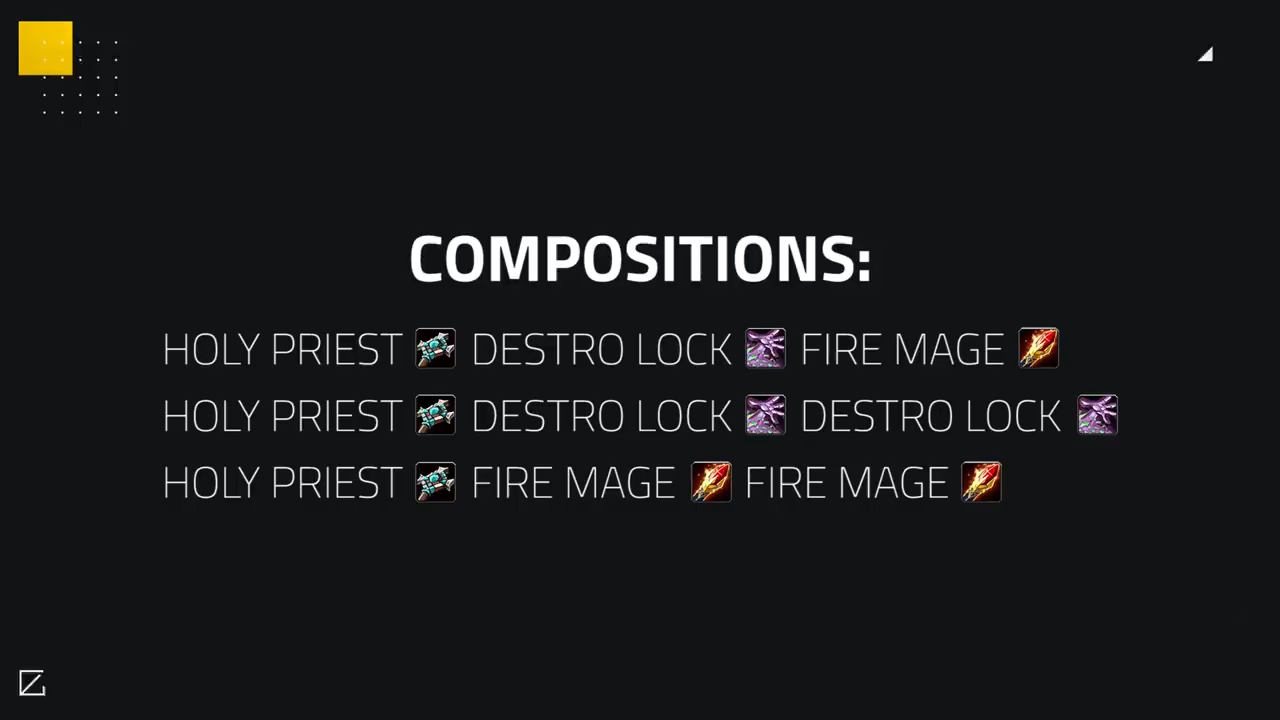 COMPOSITIONS:
HOLY PRIEST DESTRO LOCK FIRE MAGE
HOLY PRIEST DESTRO LOCK DESTRO LOCK
HOLY PRIEST FIRE MAGE FIRE MAGE